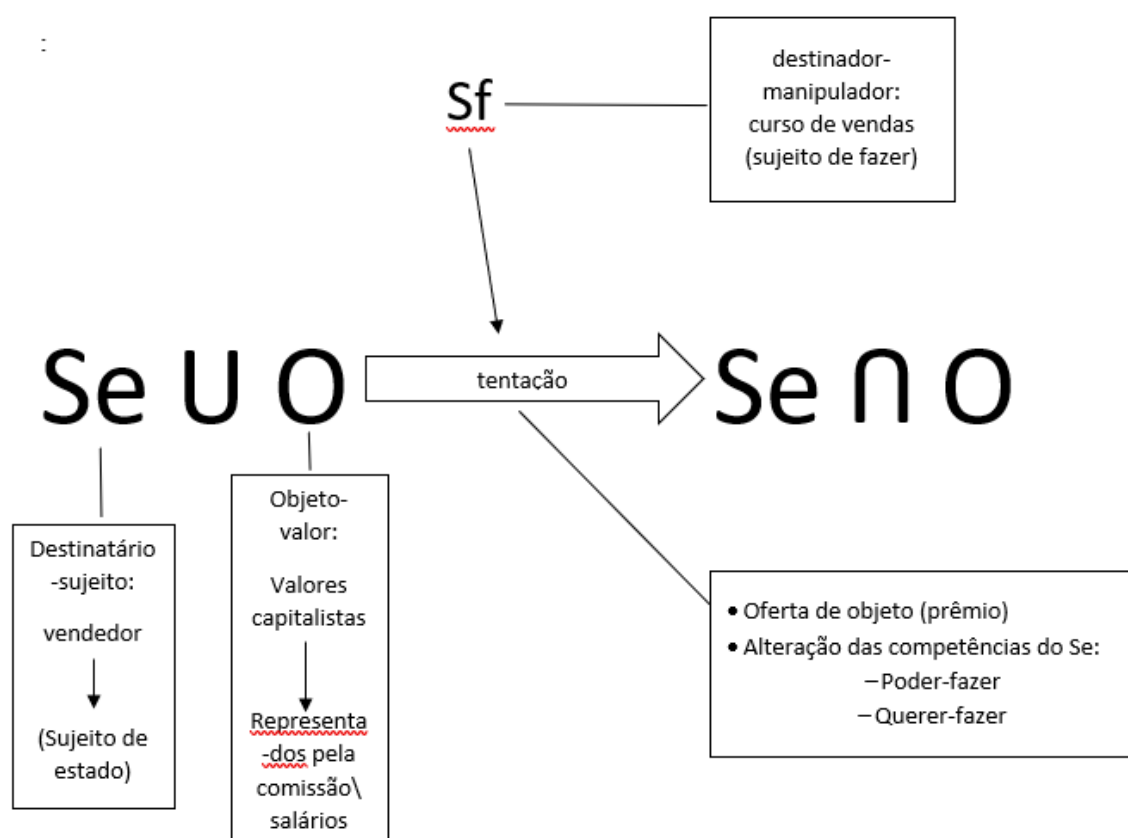 :
Sf
destinador-
manipulador:
curso de vendas
(sujeito de fazer)
Se U O
tentação
Se ꓵ O
Destinatário
-sujeito:
vendedor
(Sujeito de
estado)
Objeto-
valor:
Valores
capitalistas
Representa
-dos pela
comissão\
salários
• Oferta de objeto (prêmio)
• Alteração das competências do Se:
–Poder-fazer
–Querer-fazer